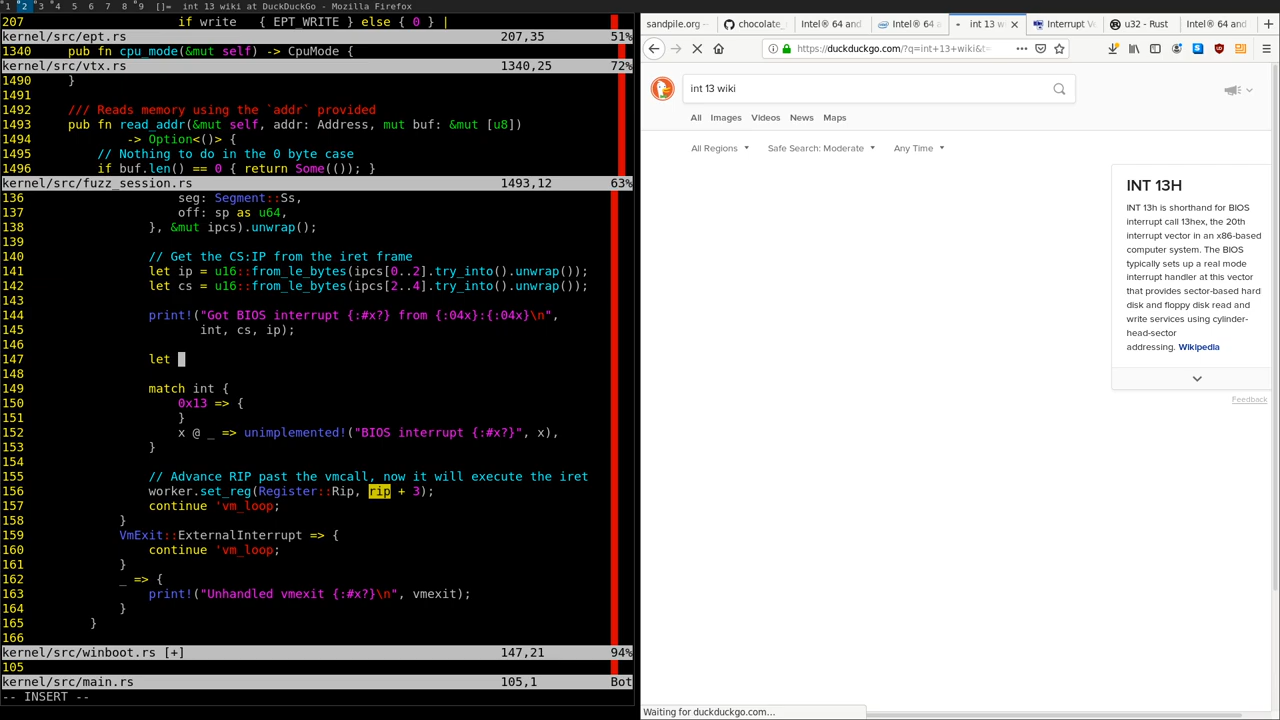 1 2 3 4 5 6 7 8 9 []= int 13 wiki at DuckDuckGo - Mozilla Firefox
207 if write { EPT_WRITE } else { 0 } |
kernel/src/ept.rs 207,35 51%
1340 pub fn cpu_mode(&mut self) -> CpuMode {
kernel/src/vtx.rs 1340,25 72%
1490 }
1491
1492 /// Reads memory using the `addr` provided
1493 pub fn read_addr(&mut self, addr: Address, mut buf: &mut [u8])
1494 -> Option<()> {
1495 // Nothing to do in the 0 byte case
1496 if buf.len() == 0 { return Some(()); }
kernel/src/fuzz_session.rs 1493,12 63%
136 seg: Segment::Ss,
137 off: sp as u64,
138 }, &mut ipcs).unwrap();
139
140 // Get the CS:IP from the iret frame
141 let ip = u16::from_le_bytes(ipcs[0..2].try_into().unwrap());
142 let cs = u16::from_le_bytes(ipcs[2..4].try_into().unwrap());
143
144 print!("Got BIOS interrupt {:#x?} from {:04x}:{:04x}\n",
145 int, cs, ip);
146
147 let
148
149 match int {
150 0x13 => {
151 }
152 x @ _ => unimplemented!("BIOS interrupt {:#x?}", x),
153 }
154
155 // Advance RIP past the vmcall, now it will execute the iret
156 worker.set_reg(Register::Rip, rip + 3);
157 continue 'vm_loop;
158 }
159 VmExit::ExternalInterrupt => {
160 continue 'vm_loop;
161 }
162 _ => {
163 print!("Unhandled vmexit {:#x?}\n", vmexit);
164 }
165 }
166
kernel/src/winboot.rs [+] 147,21 94%
105
kernel/src/main.rs 105,1 Bot
-- INSERT --
sandpile.org -- chocolate_ Intel® 64 and Intel® 64 a int 13 w Interrupt Ve u32 - Rust Intel® 64 and
https://duckduckgo.com/?q=int+13+wiki&t=
int 13 wiki
All Images Videos News Maps
All Regions Safe Search: Moderate Any Time
INT 13H
INT 13h is shorthand for BIOS
interrupt call 13hex, the 20th
interrupt vector in an x86-based
computer system. The BIOS
typically sets up a real mode
interrupt handler at this vector
that provides sector-based hard
disk and floppy disk read and
write services using cylinder-
head-sector
addressing. Wikipedia
Feedback
Waiting for duckduckgo.com...